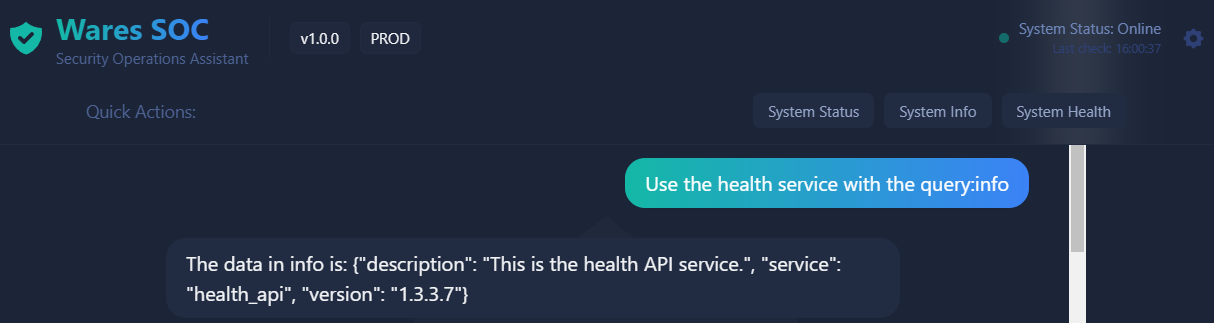 Wares SOC
Security Operations Assistant
v1.0.0
PROD
System Status: Online
Last check: 16:00:37
Quick Actions:
System Status
System Info
System Health
Use the health service with the query:info
The data in info is: {"description": "This is the health API service.", "service":
"health_api", "version": "1.3.3.7"}